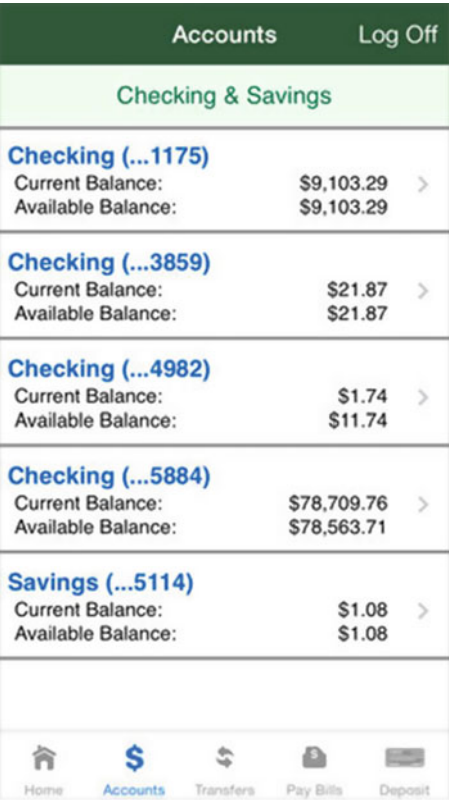 Accounts Log Off
Checking & Savings
Checking (...1175)
Current Balance: $9,103.29
Available Balance: $9,103.29
Checking (...3859)
Current Balance: $21.87
Available Balance: $21.87
Checking (...4982)
Current Balance: $1.74
Available Balance: $11.74
Checking (...5884)
Current Balance: $78,709.76
Available Balance: $78,563.71
Savings (...5114)
Current Balance: $1.08
Available Balance: $1.08
Home Accounts Transfers Pay Bills Deposit